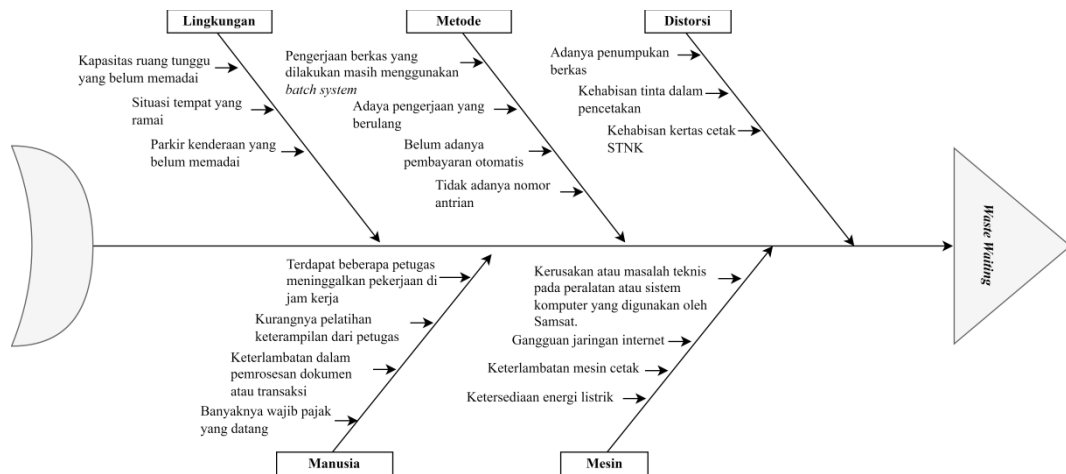 Lingkungan
Metode
Distorsi
Kapasitas ruang tunggu
yang belum memadai
Situasi tempat yang
ramai
Parkir kenderaan yang
belum memadai
Pengerjaan berkas yang
dilakukan masih menggunakan
batch system
Adaya pengerjaan yang
berulang
Belum adanya
pembayaran otomatis
Tidak adanya nomor
antrian
Adanya penumpukan
berkas
Kehabisan tinta dalam
pencetakan
Kehabisan kertas cetak
STNK
Waste Waiting
Terdapat beberapa petugas
meninggalkan pekerjaan di
jam kerja
Kurangnya pelatihan
keterampilan dari petugas
Keterlambatan dalam
pemrosesan dokumen
atau transaksi
Banyaknya wajib pajak
yang datang
Kerusakan atau masalah teknis
pada peralatan atau sistem
komputer yang digunakan oleh
Samsat.
Gangguan jaringan internet
Keterlambatan mesin cetak
Ketersediaan energi listrik
Manusia
Mesin